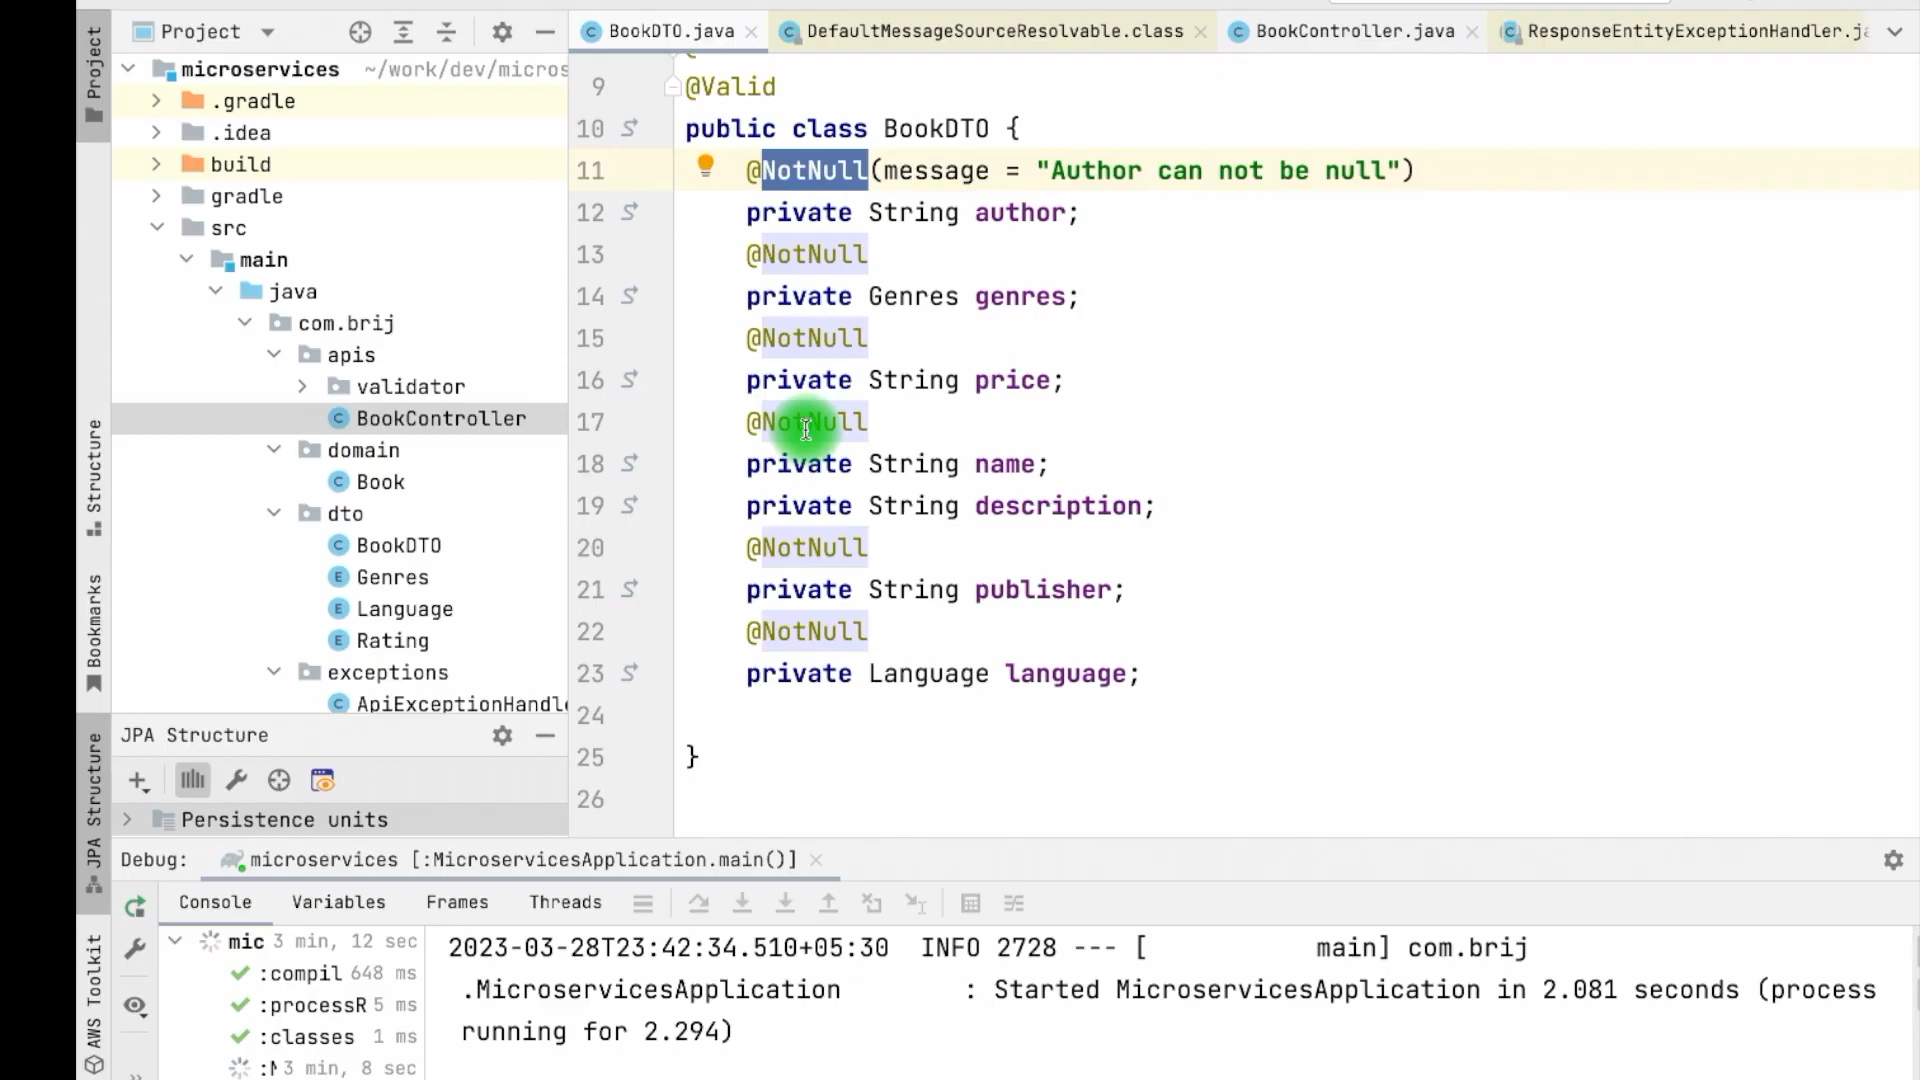 Project
BookDTO.java
DefaultMessageSourceResolvable.class
BookController.java
ResponseEntityExceptionHandler.j
Project
Structure
Bookmarks
JPA Structure
AWS Toolkit
microservices ~/work/dev/micros
.gradle
.idea
build
gradle
src
main
java
com.brij
apis
validator
BookController
domain
Book
dto
BookDTO
Genres
Language
Rating
exceptions
ApiExceptionHandl
9 @Valid
10 public class BookDTO {
11 @NotNull(message = "Author can not be null")
12 private String author;
13 @NotNull
14 private Genres genres;
15 @NotNull
16 private String price;
17 @NotNull
18 private String name;
19 private String description;
20 @NotNull
21 private String publisher;
22 @NotNull
23 private Language language;
24
25 }
26
JPA Structure
Persistence units
Debug: microservices [:MicroservicesApplication.main()]
Console Variables Frames Threads
mic 3 min, 12 sec
:compil 648 ms
:processR 5 ms
:classes 1 ms
3 min, 8 sec
2023-03-28T23:42:34.510+05:30 INFO 2728 --- [ main] com.brij
.MicroservicesApplication : Started MicroservicesApplication in 2.081 seconds (process
running for 2.294)